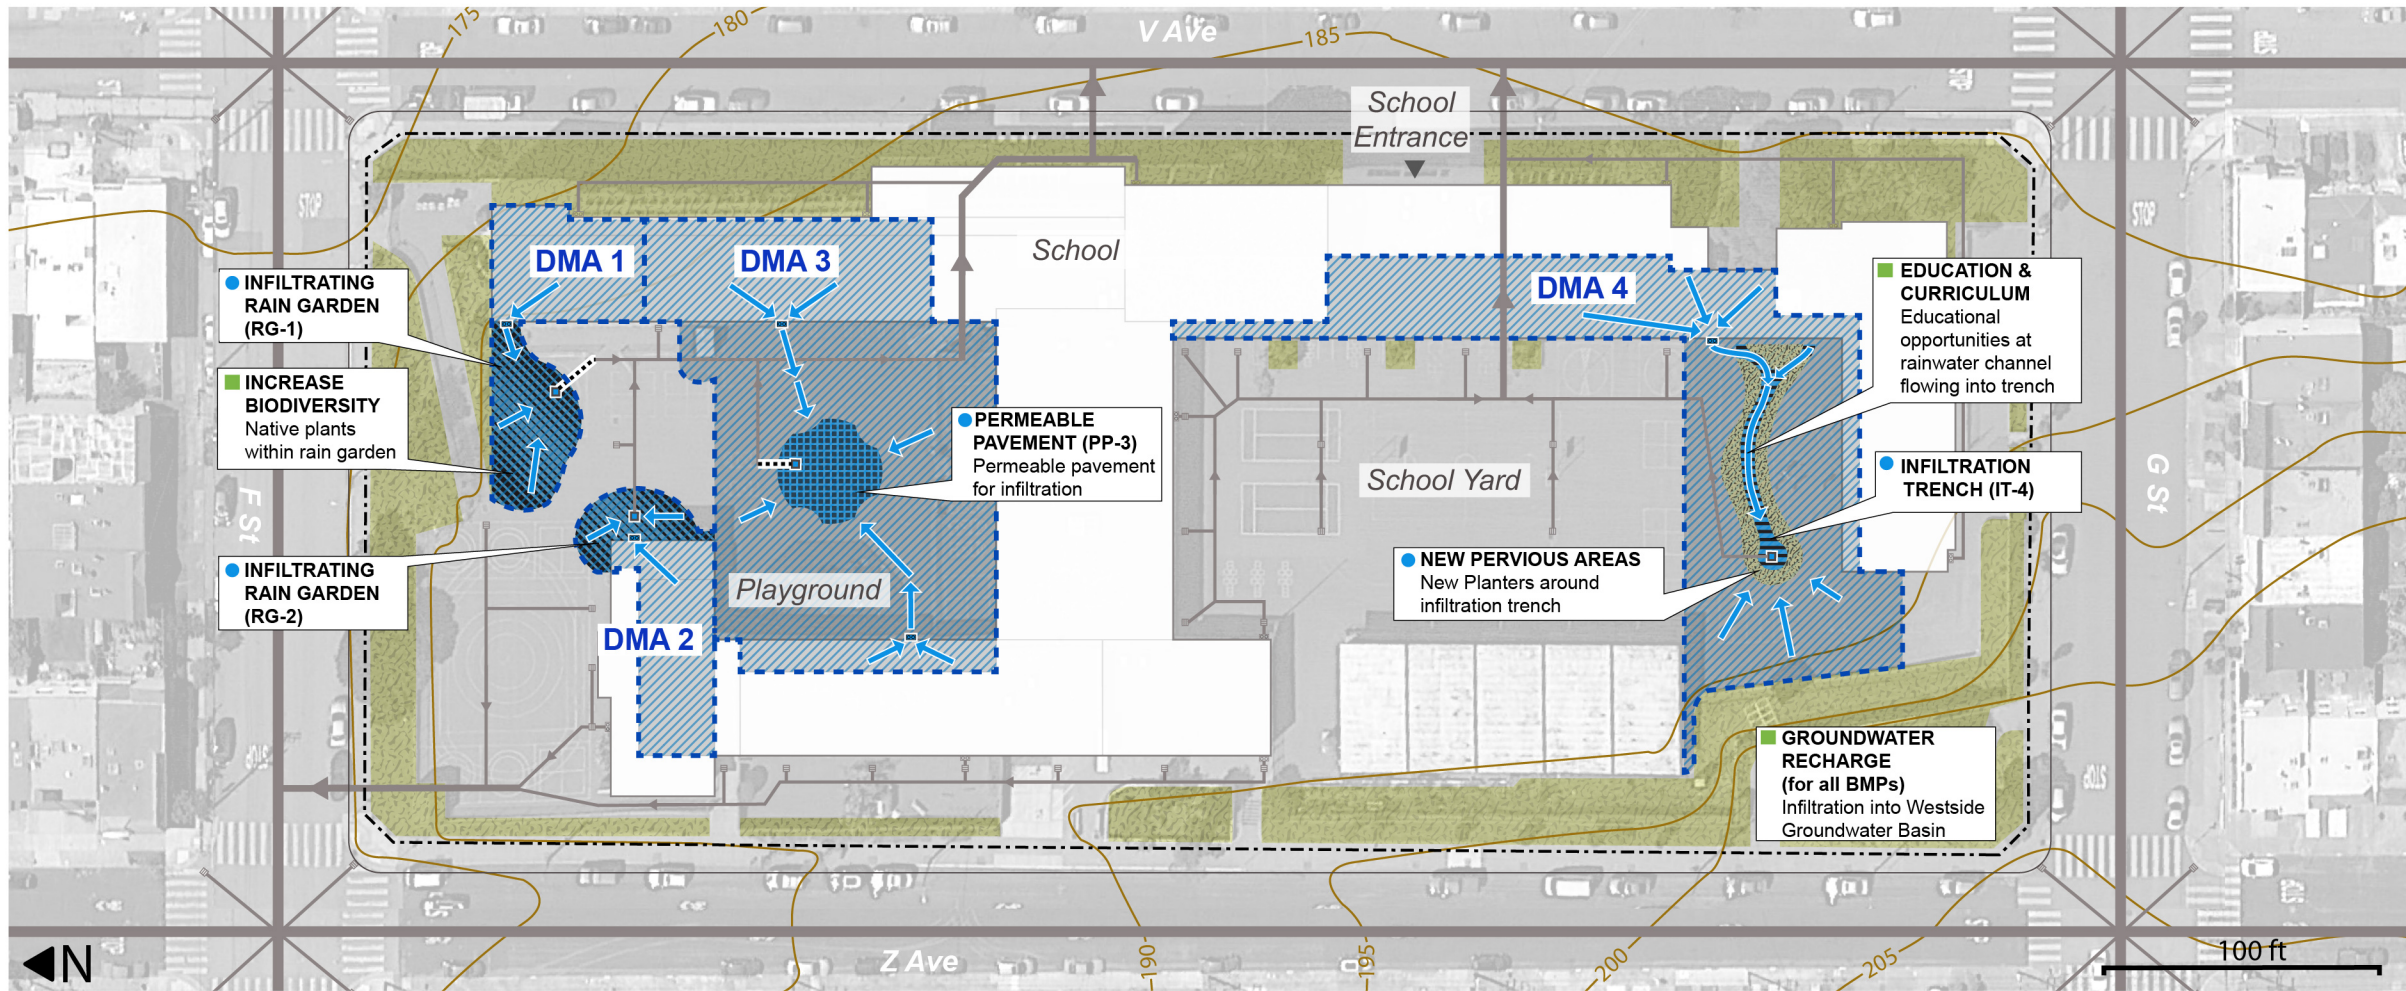 175
180
V Ave
185
School
Entrance
STOP
STOP
School
DMA 1
DMA 3
DMA 4
INFILTRATING
RAIN GARDEN
(RG-1)
EDUCATION &
CURRICULUM
Educational
opportunities at
rainwater channel
flowing into trench
INCREASE
BIODIVERSITY
Native plants
within rain garden
PERMEABLE
PAVEMENT (PP-3)
Permeable pavement
for infiltration
INFILTRATION
TRENCH (IT-4)
School Yard
F St
G St
NEW PERVIOUS AREAS
New Planters around
infiltration trench
INFILTRATING
RAIN GARDEN
(RG-2)
Playground
DMA 2
GROUNDWATER
RECHARGE
(for all BMPs)
Infiltration into Westside
Groundwater Basin
STOP
STOP
N
Z Ave
190
195
200
205
100 ft